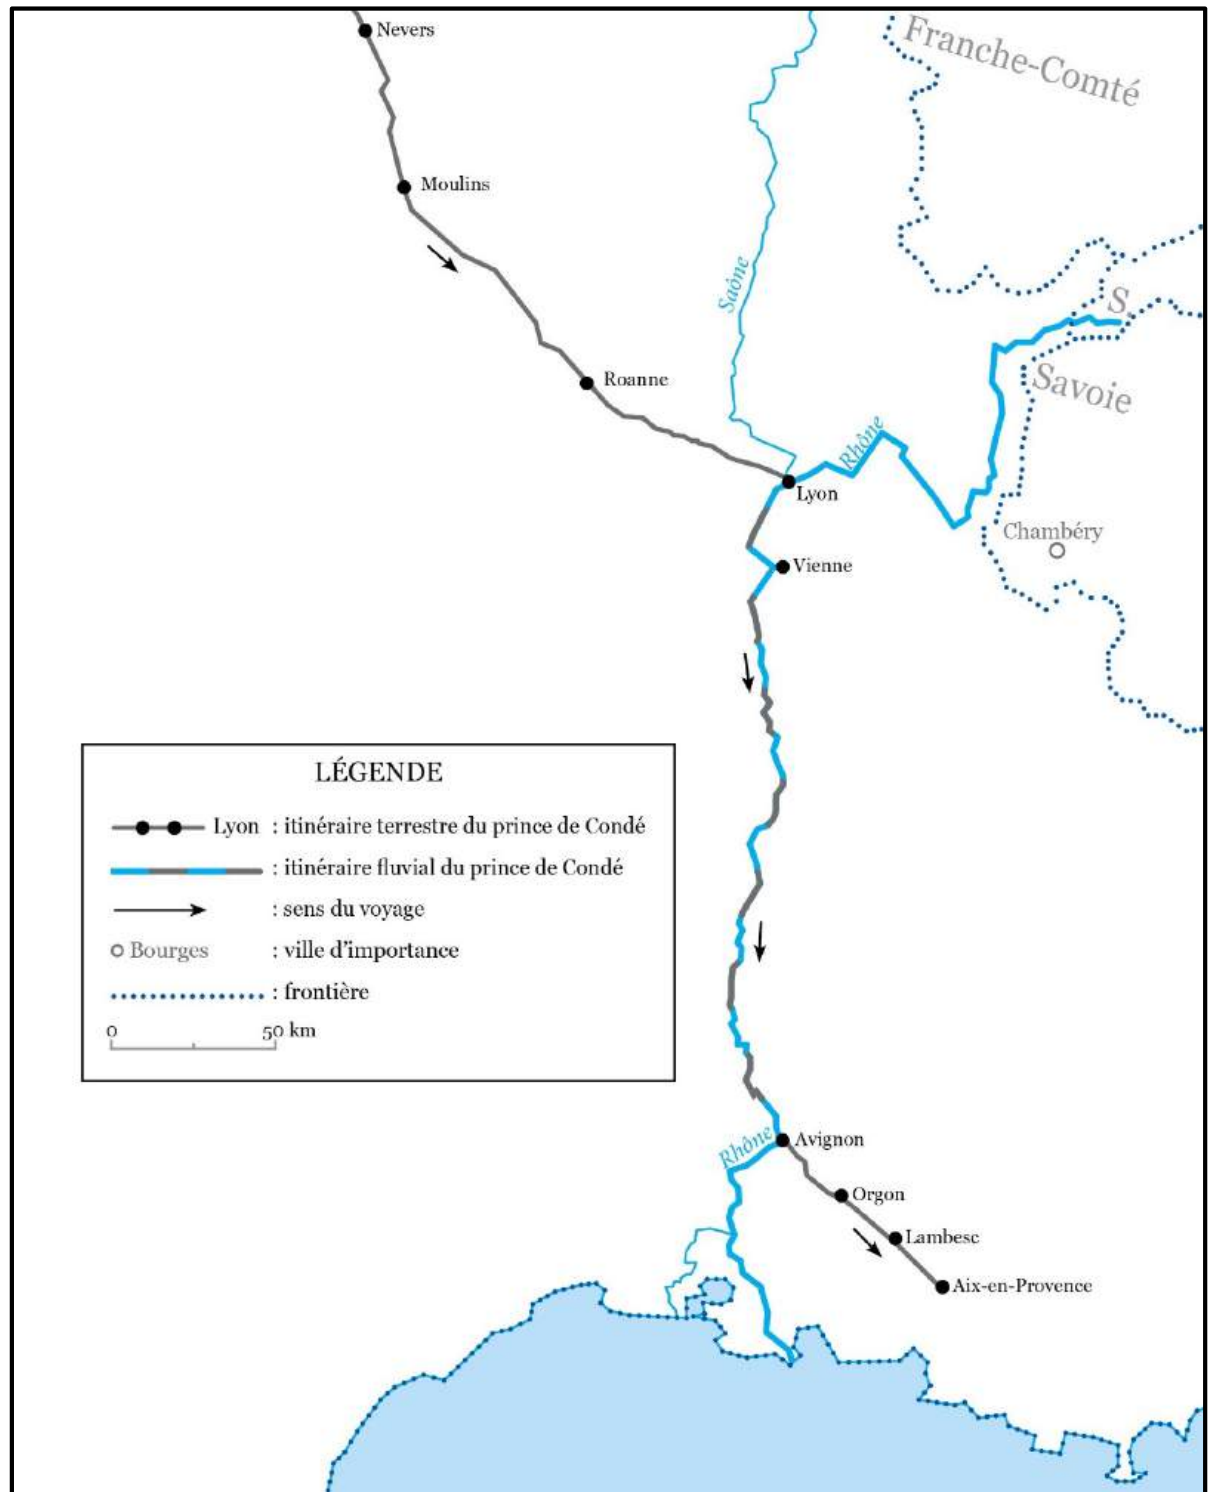 Nevers
Franche-Comté
Moulins
Saône
S.
Roanne
Savoie
Rhône
Lyon
Chambéry
Vienne
LÉGENDE
Lyon : itinéraire terrestre du prince de Condé
: itinéraire fluvial du prince de Condé
: sens du voyage
Bourges : ville d'importance
: frontière
0 50 km
Rhône
Avignon
Orgon
Lambesc
Aix-en-Provence